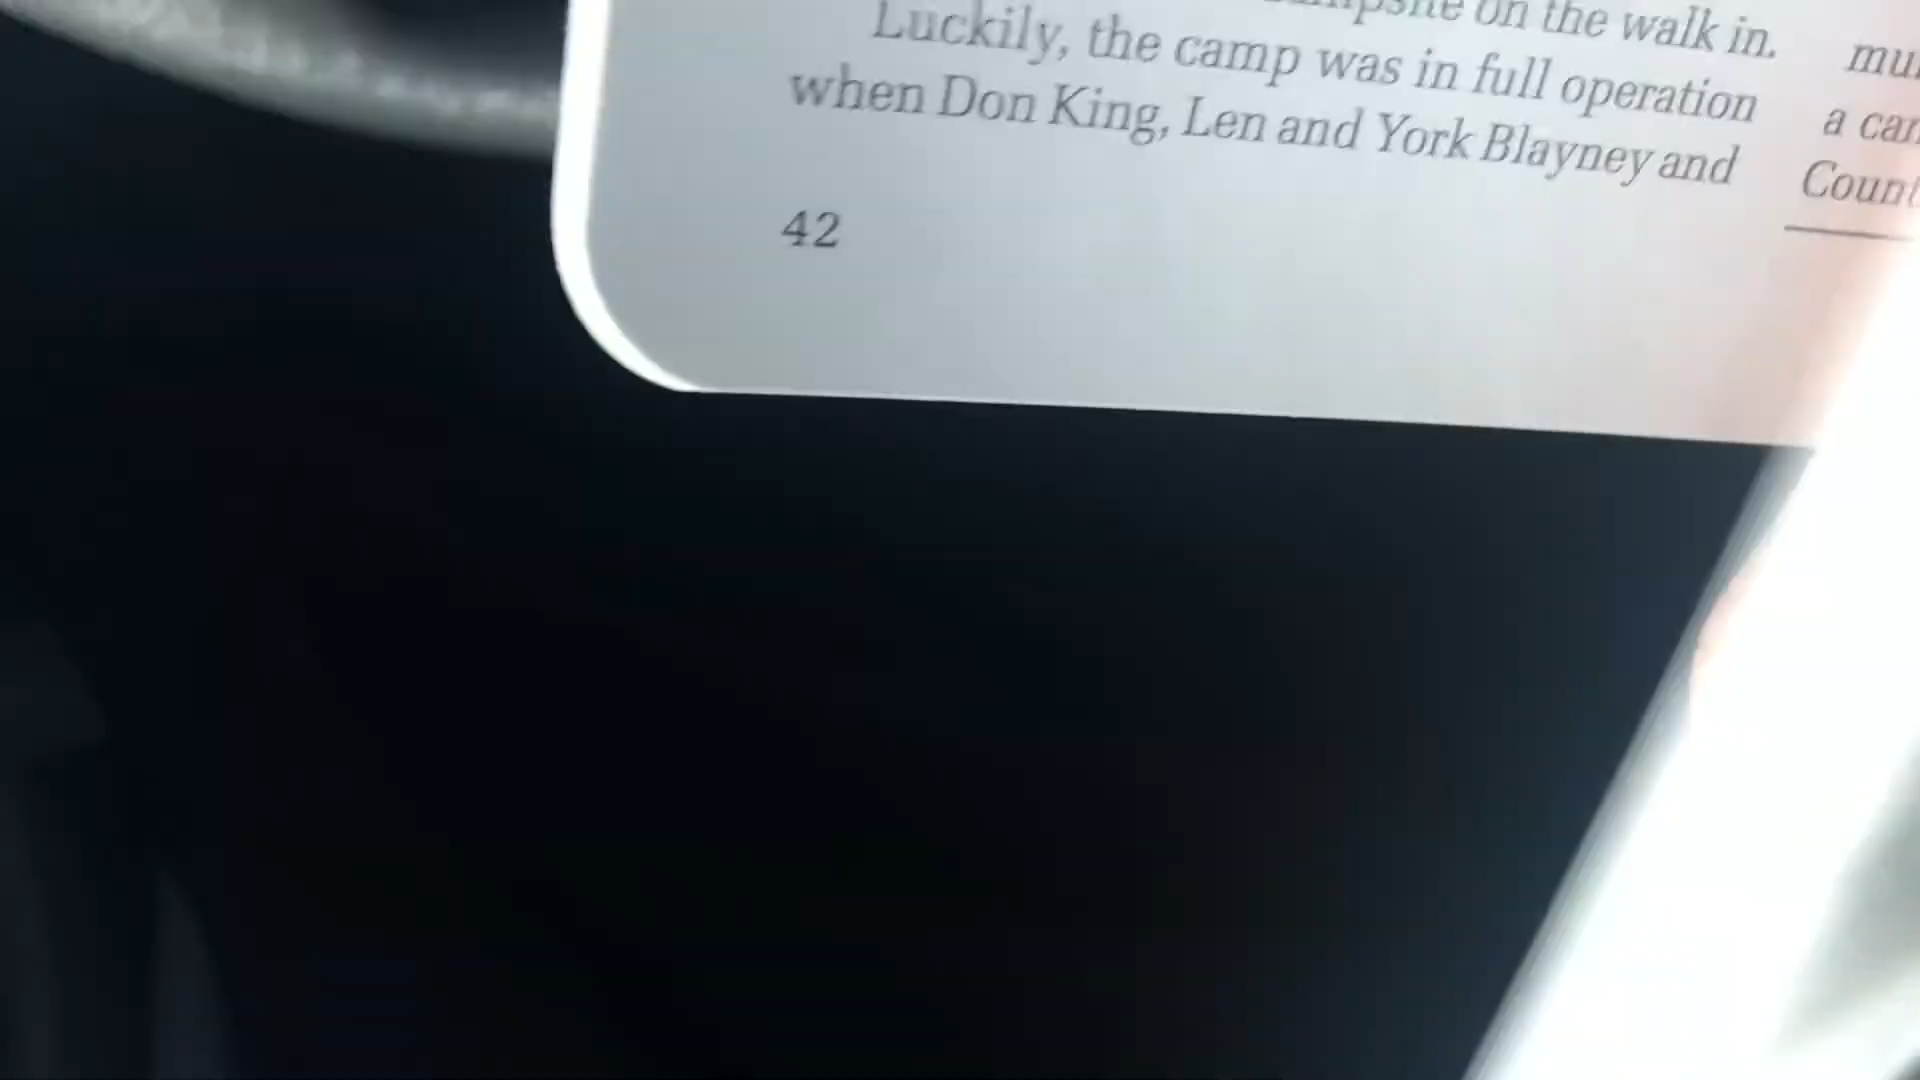 on the walk in.
Luckily, the camp was in full operation
when Don King, Len and York Blayney and
42
a